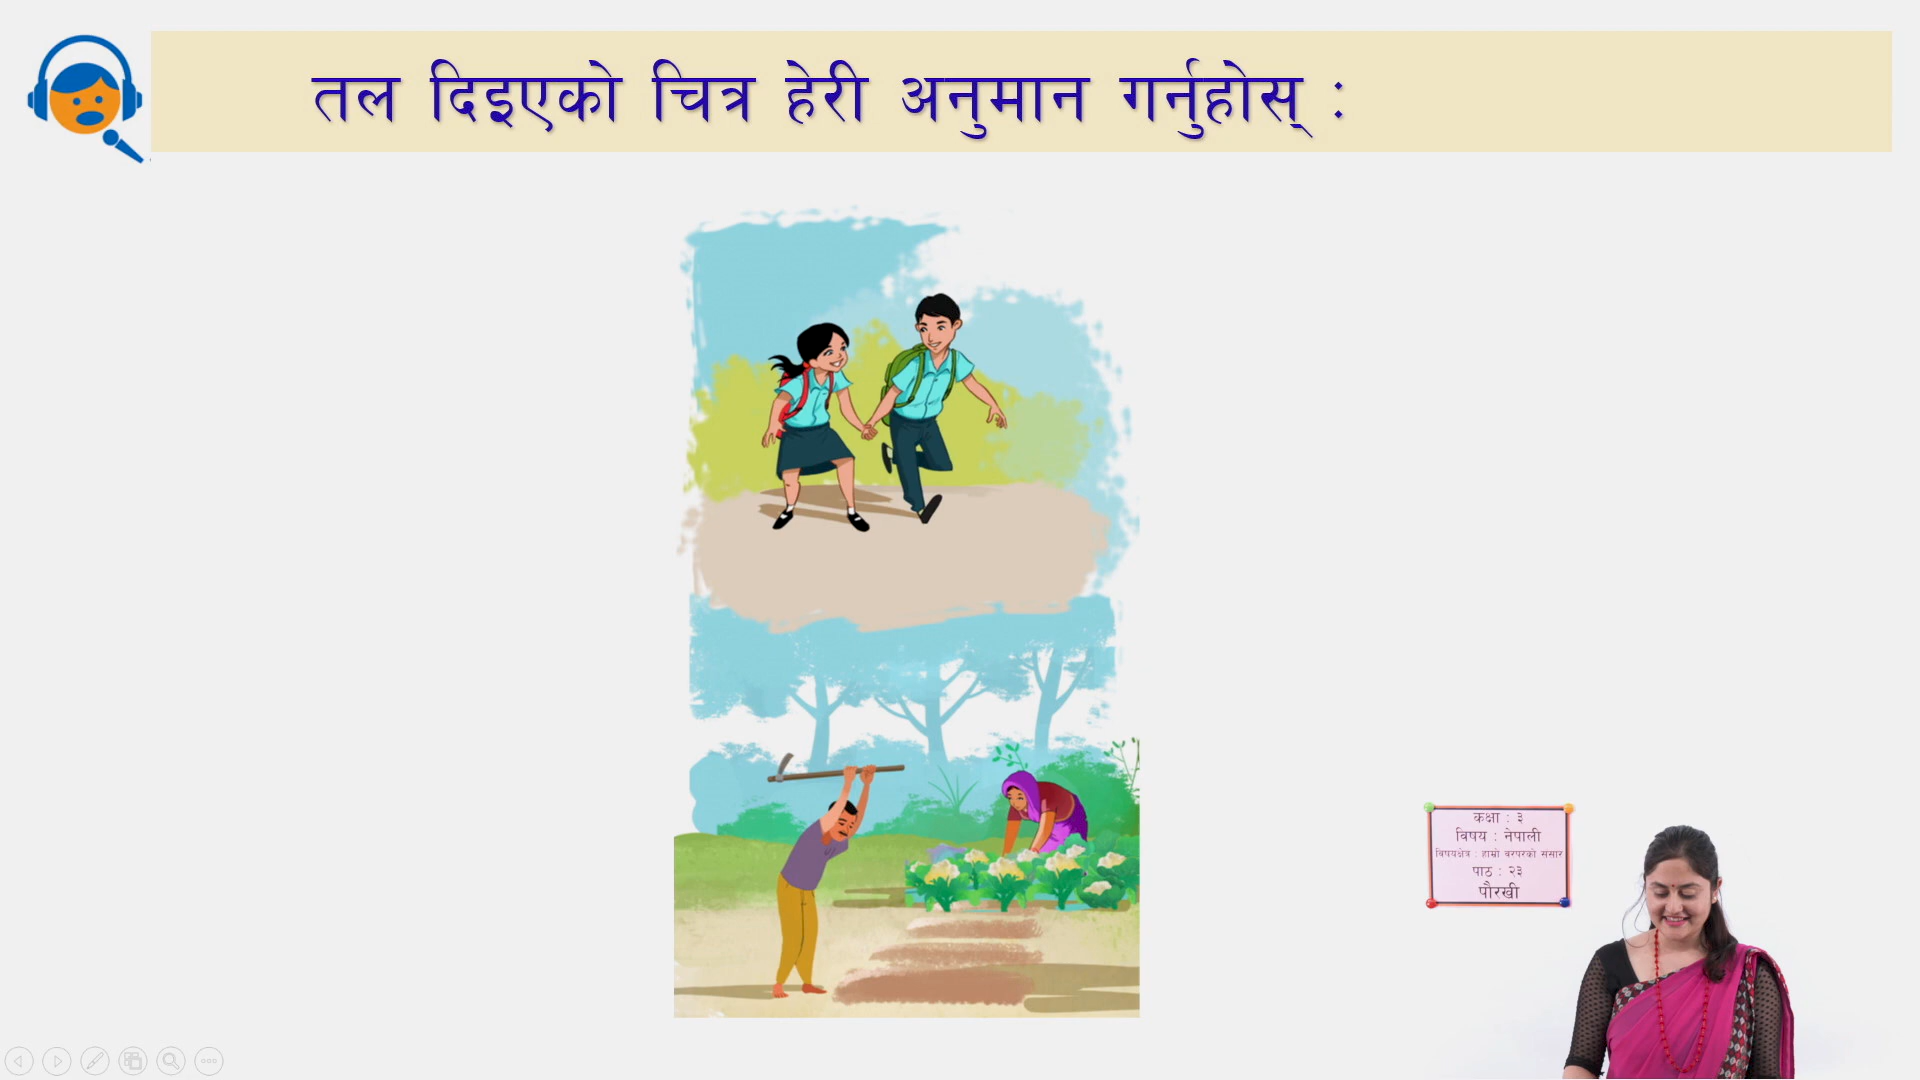 तल दिइएको चित्र हेरी अनुमान गर्नुहोस् :
कक्षा : ३
विषय : नेपाली
विषयक्षेत्र : हाम्रो वरपरको संसार
पाठ : २३
पौरखी